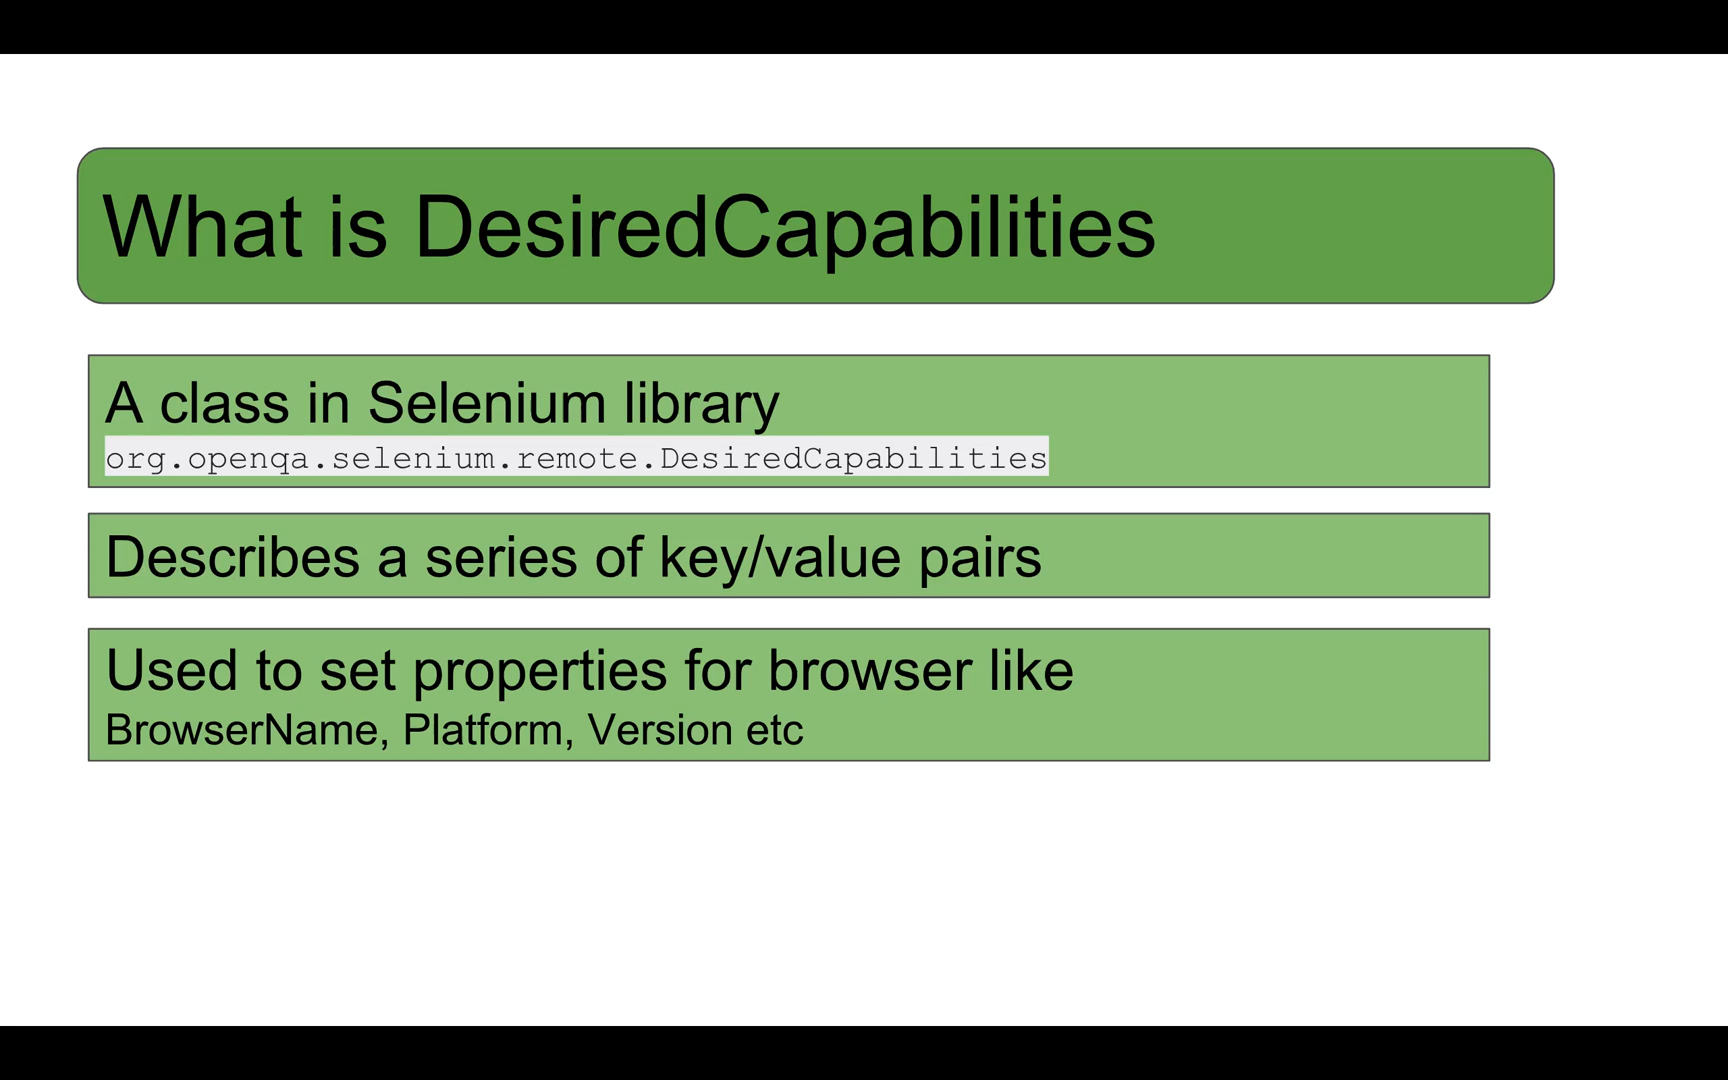 What is DesiredCapabilities
A class in Selenium library
org.openqa.selenium.remote.DesiredCapabilities
Describes a series of key/value pairs
Used to set properties for browser like
BrowserName, Platform, Version etc